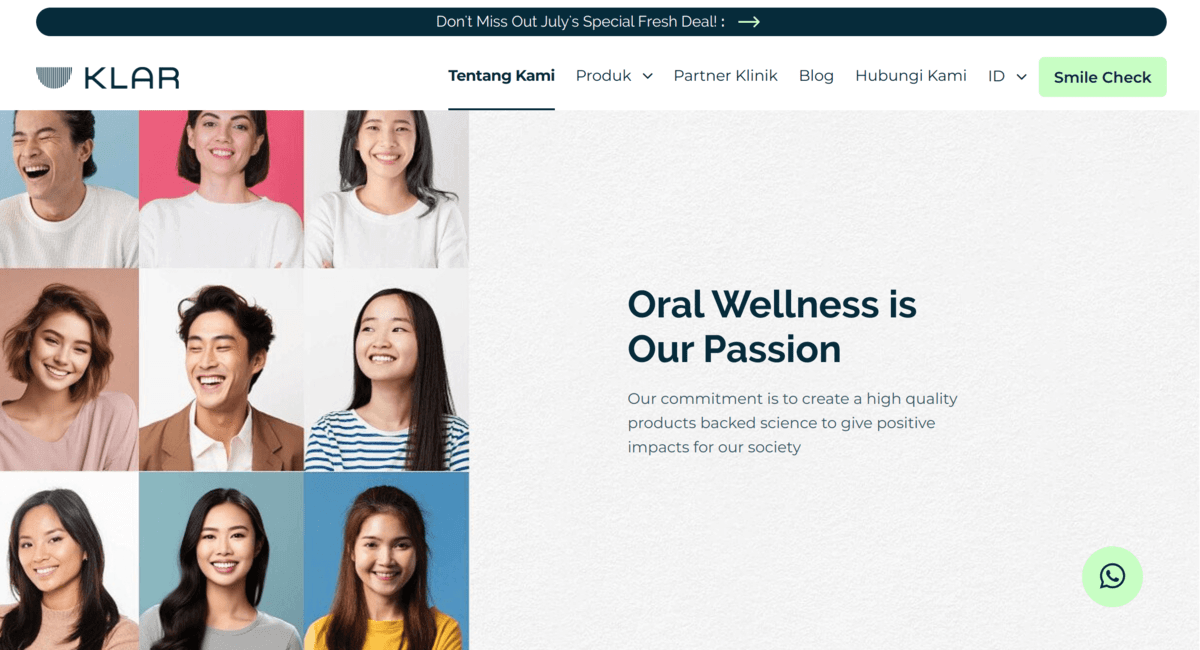 Don't Miss Out July's Special Fresh Deal! :
KLAR
Tentang Kami
Produk
Partner Klinik
Blog
Hubungi Kami
ID
Smile Check
Oral Wellness is
Our Passion
Our commitment is to create a high quality
products backed science to give positive
impacts for our society